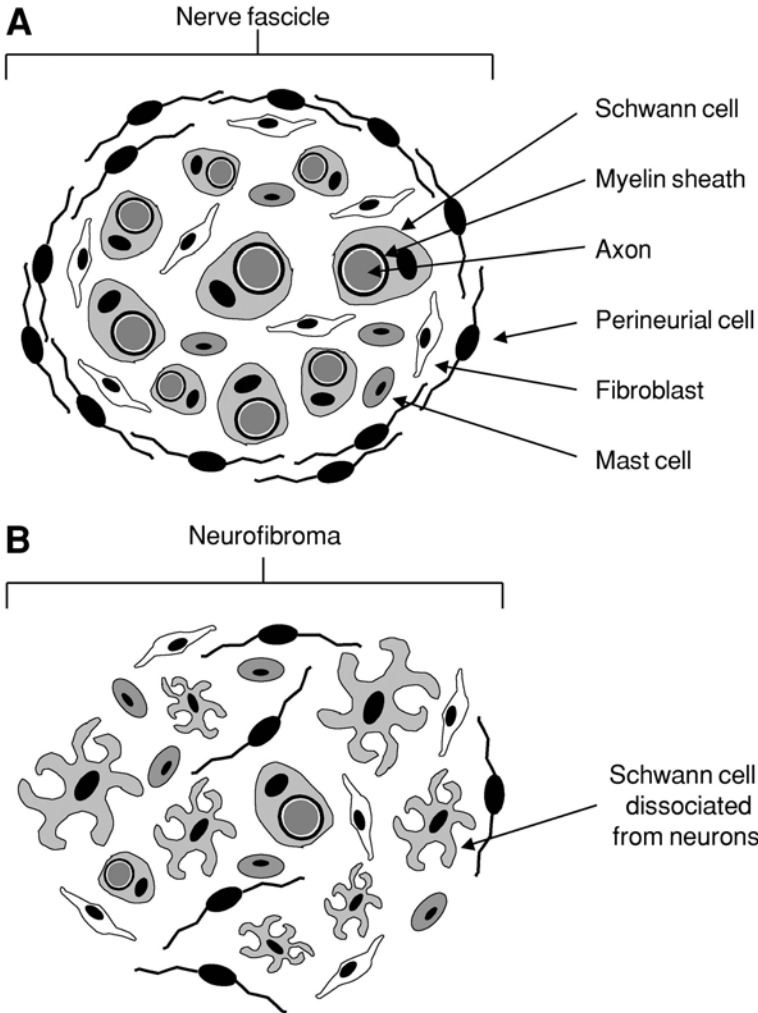 A
Nerve fascicle
Schwann cell
Myelin sheath
Axon
Perineurial cell
Fibroblast
Mast cell
B
Neurofibroma
Schwann cell
dissociated
from neurons